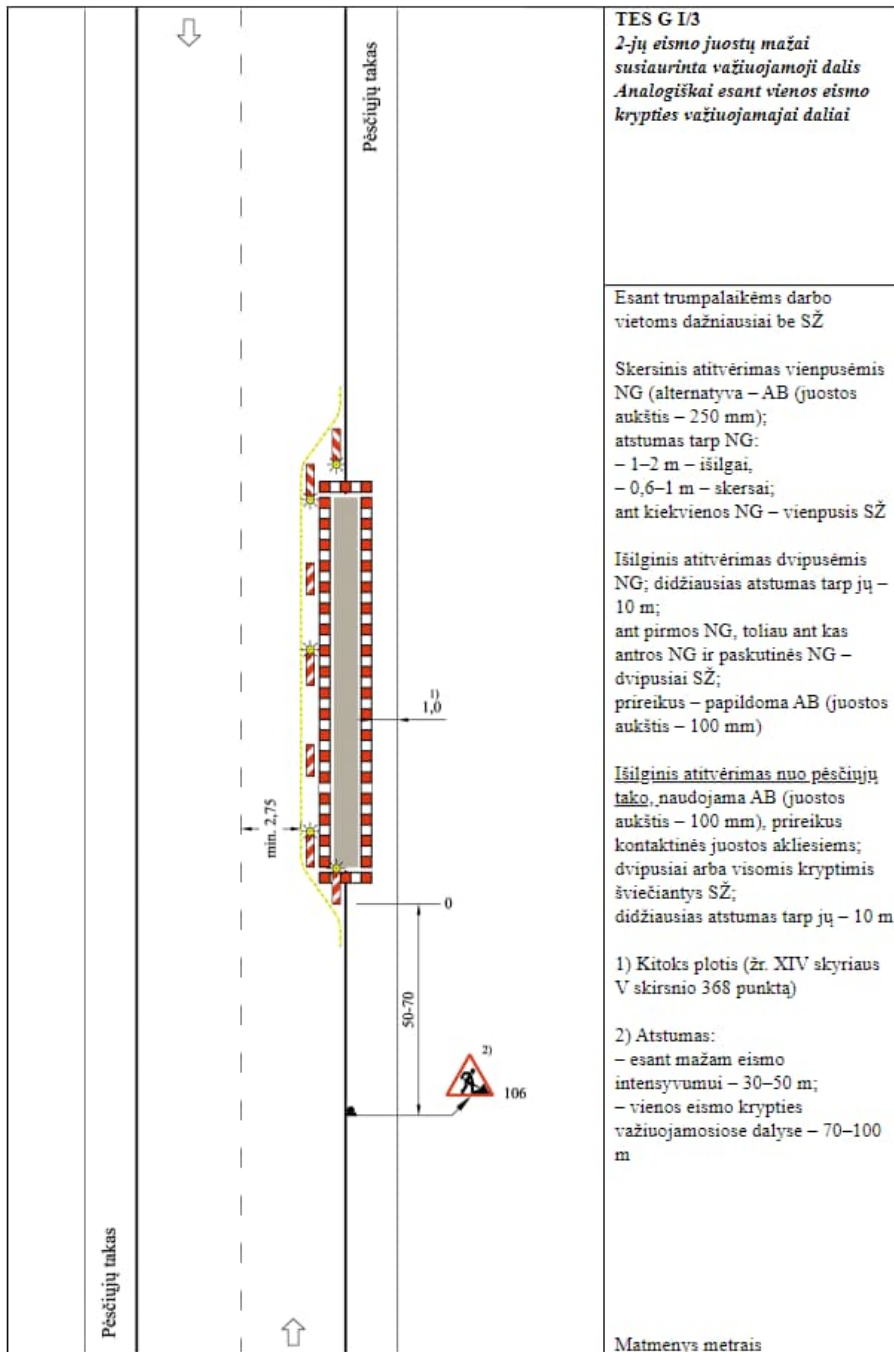 Pėsčiųjų takas
1)
1,0
min. 2,75
0
50-70
2)
106
Pėsčiųjų takas
TES G I/3
2-jų eismo juostų mažai
susiaurinta važiuojamoji dalis
Analogiškai esant vienos eismo
krypties važiuojamajai daliai
Esant trumpalaikėms darbo
vietoms dažniausiai be SŽ
Skersinis atitvėrimas vienpusėmis
NG (alternatyva – AB (juostos
aukštis – 250 mm);
atstumas tarp NG:
– 1–2 m – išilgai,
– 0,6–1 m – skersai;
ant kiekvienos NG – vienpusis SŽ
Išilginis atitvėrimas dvipusėmis
NG; didžiausias atstumas tarp jų –
10 m;
ant pirmos NG, toliau ant kas
antros NG ir paskutinės NG –
dvipusiai SŽ;
prireikus – papildoma AB (juostos
aukštis – 100 mm)
Išilginis atitvėrimas nuo pėsčiųjų
tako, naudojama AB (juostos
aukštis – 100 mm), prireikus
kontaktinės juostos akliesiems;
dvipusiai arba visomis kryptimis
šviečiantys SŽ;
didžiausias atstumas tarp jų – 10 m
1) Kitoks plotis (žr. XIV skyriaus
V skirsnio 368 punktą)
2) Atstumas:
– esant mažam eismo
intensyvumui – 30–50 m;
– vienos eismo krypties
važiuojamosiose dalyse – 70–100
m
Matmenys metrais